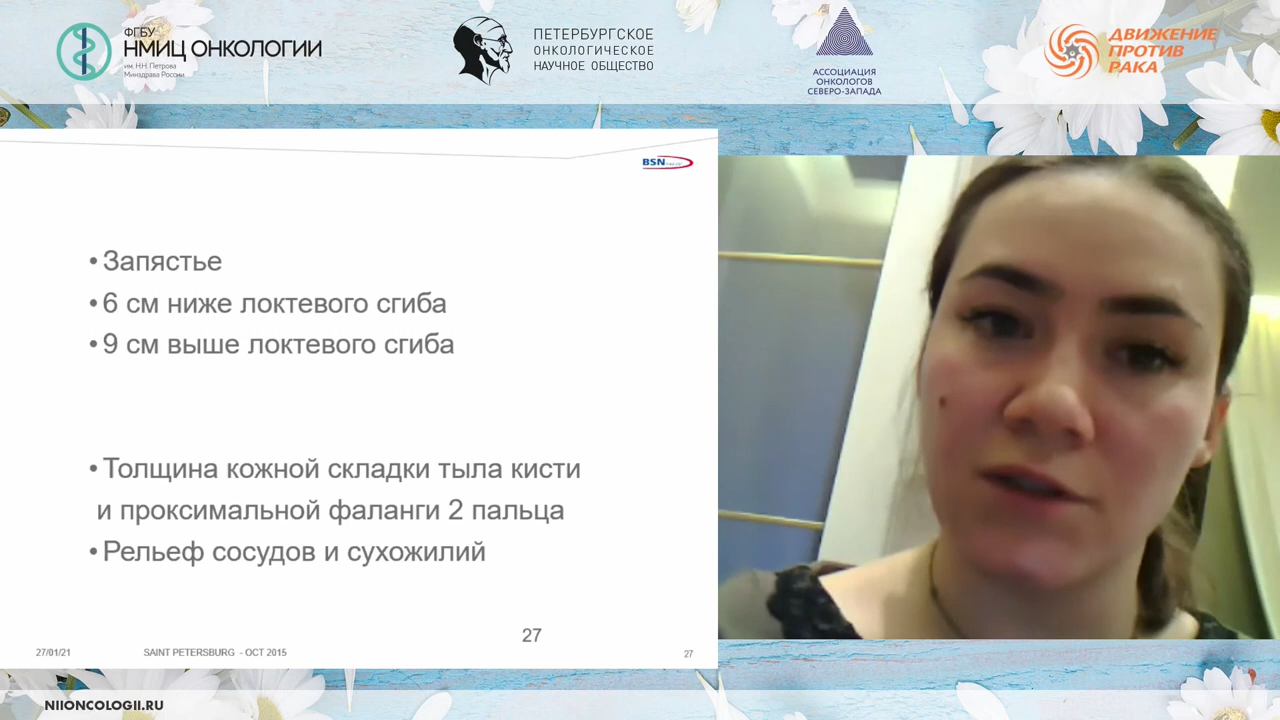 ФГБУ
НМИЦ ОНКОЛОГИИ
им. Н.Н. Петрова
Минздрава России
ПЕТЕРБУРГСКОЕ
ОНКОЛОГИЧЕСКОЕ
НАУЧНОЕ ОБЩЕСТВО
АССОЦИАЦИЯ
ОНКОЛОГОВ
СЕВЕРО-ЗАПАДА
ДВИЖЕНИЕ
ПРОТИВ
РАКА
BSN
• Запястье
• 6 см ниже локтевого сгиба
• 9 см выше локтевого сгиба
• Толщина кожной складки тыла кисти
и проксимальной фаланги 2 пальца
• Рельеф сосудов и сухожилий
27
27/01/21 SAINT PETERSBURG - OCT 2015 27
NIIONCOLOGII.RU